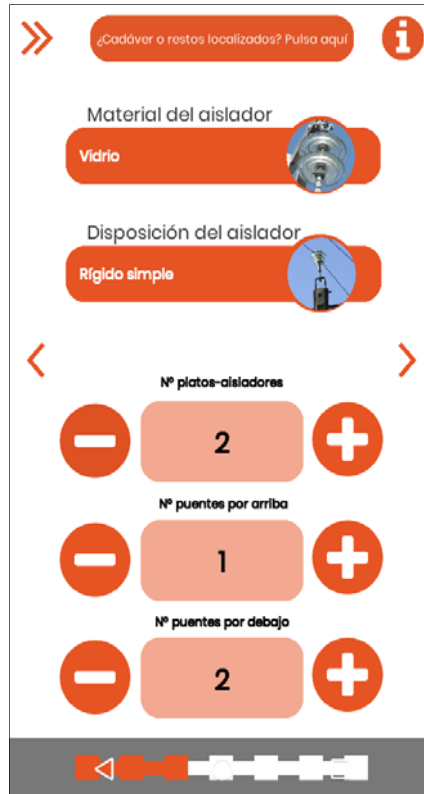 ¿Cadáver o restos localizados? Pulsa aquí
Material del aislador
Vidrio
Disposición del aislador
Rígido simple
Nº platos-aisladores
2
Nº puentes por arriba
1
Nº puentes por debajo
2